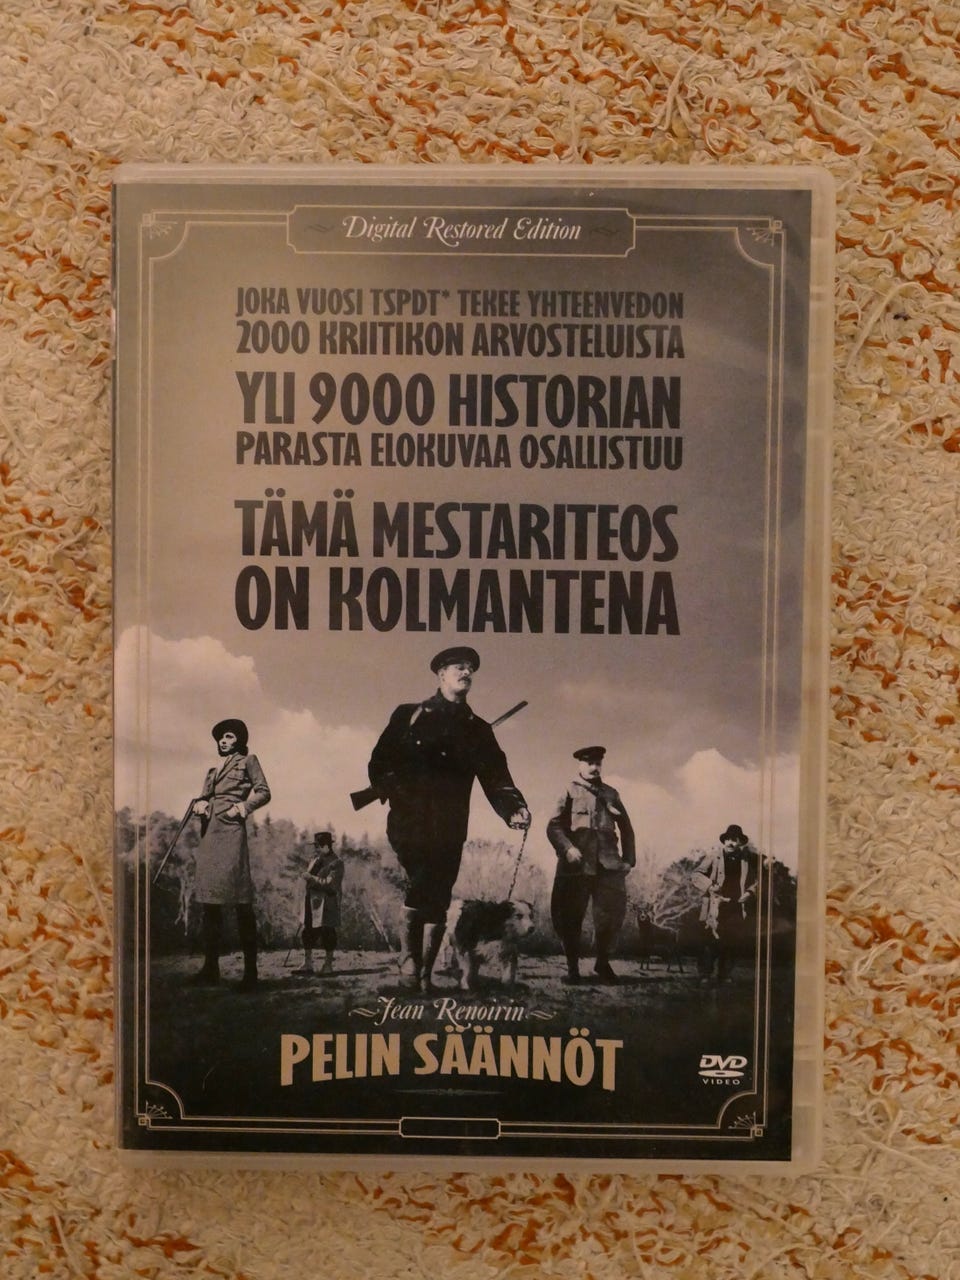 Digital Restored Edition
JOKA VUOSI TSPDT* TEKEE YHTEENVEDON
2000 KRIITIKON ARVOSTELUISTA
YLI 9000 HISTORIAN
PARASTA ELOKUVAA OSALLISTUU
TÄMÄ MESTARITEOS
ON KOLMANTENA
Jean Renoirin
PELIN SÄÄNNÖT
DVD
VIDEO